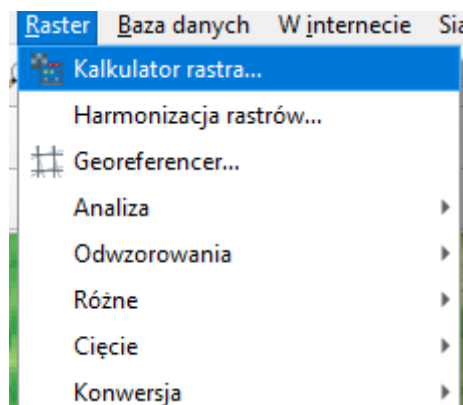 Raster Baza danych W internecie
Kalkulator rastra...
Harmonizacja rastrów...
Georeferencer...
Analiza
Odwzorowania
Różne
Cięcie
Konwersja